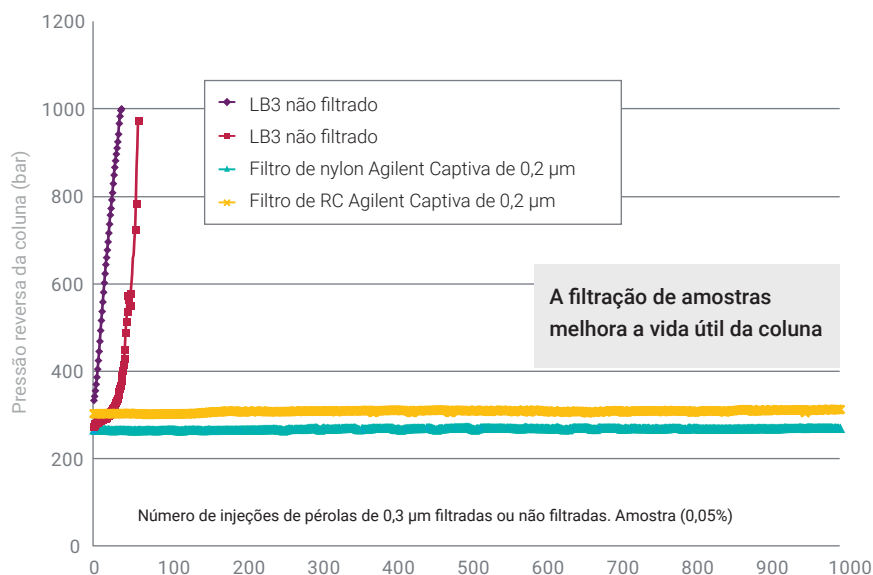 1200
1000
800
600
400
200
0
Pressão reversa da coluna (bar)
LB3 não filtrado
LB3 não filtrado
Filtro de nylon Agilent Captiva de 0,2 µm
Filtro de RC Agilent Captiva de 0,2 µm
A filtração de amostras
melhora a vida útil da coluna
Número de injeções de pérolas de 0,3 µm filtradas ou não filtradas. Amostra (0,05%)
0 100 200 300 400 500 600 700 800 900 1000